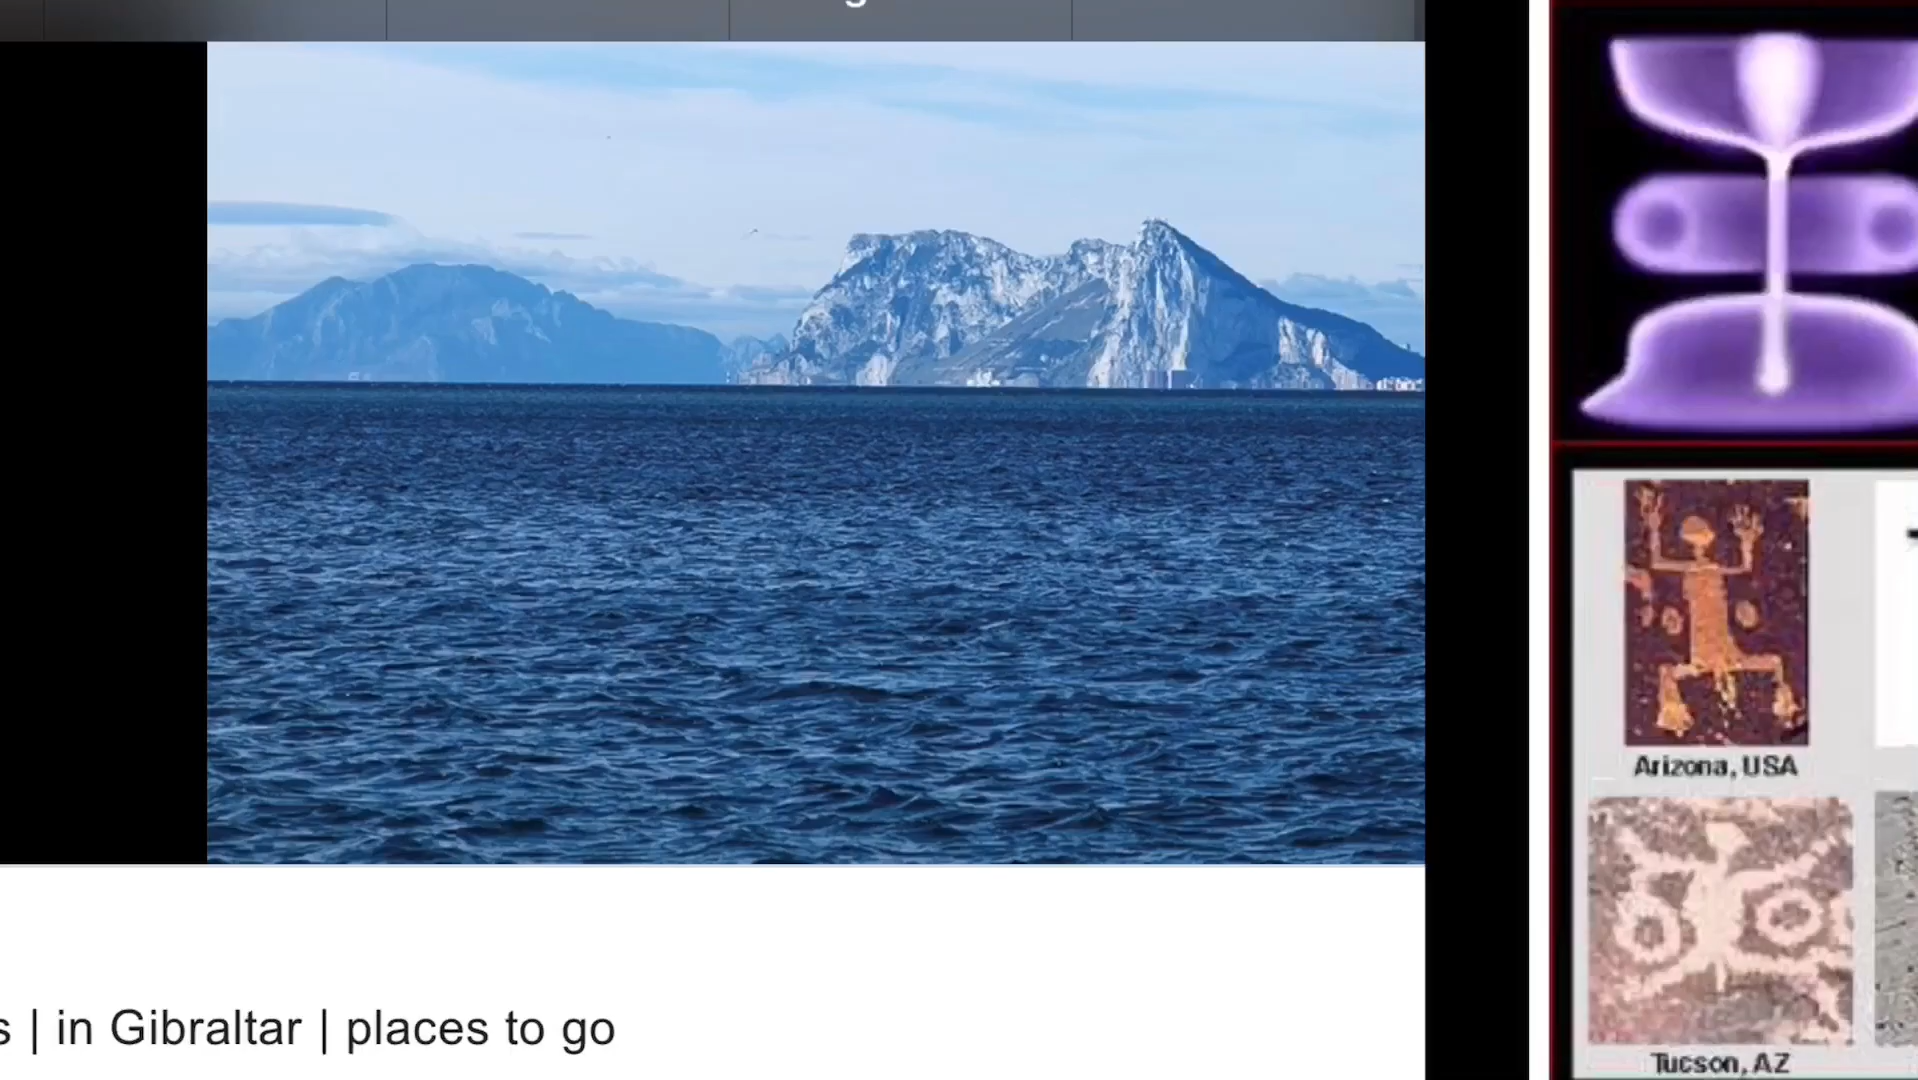 s | in Gibraltar | places to go
Arizona, USA
Tucson, AZ